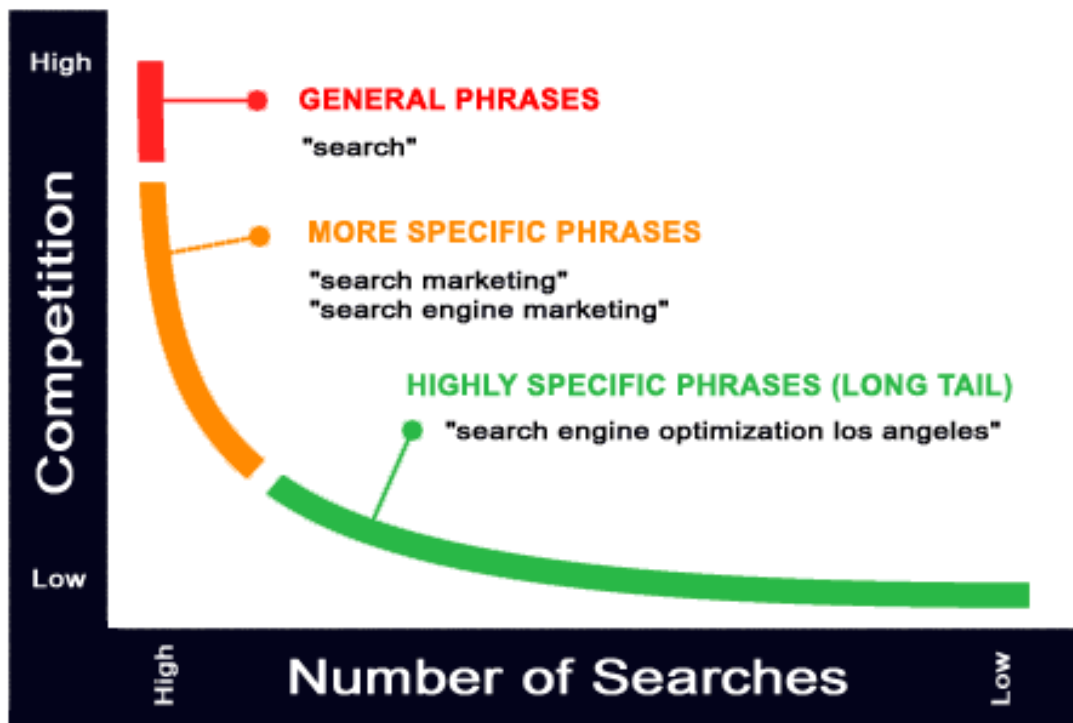 High
GENERAL PHRASES
"search"
MORE SPECIFIC PHRASES
"search marketing"
"search engine marketing"
Competition
HIGHLY SPECIFIC PHRASES (LONG TAIL)
"search engine optimization los angeles"
Low
High
Number of Searches
Low